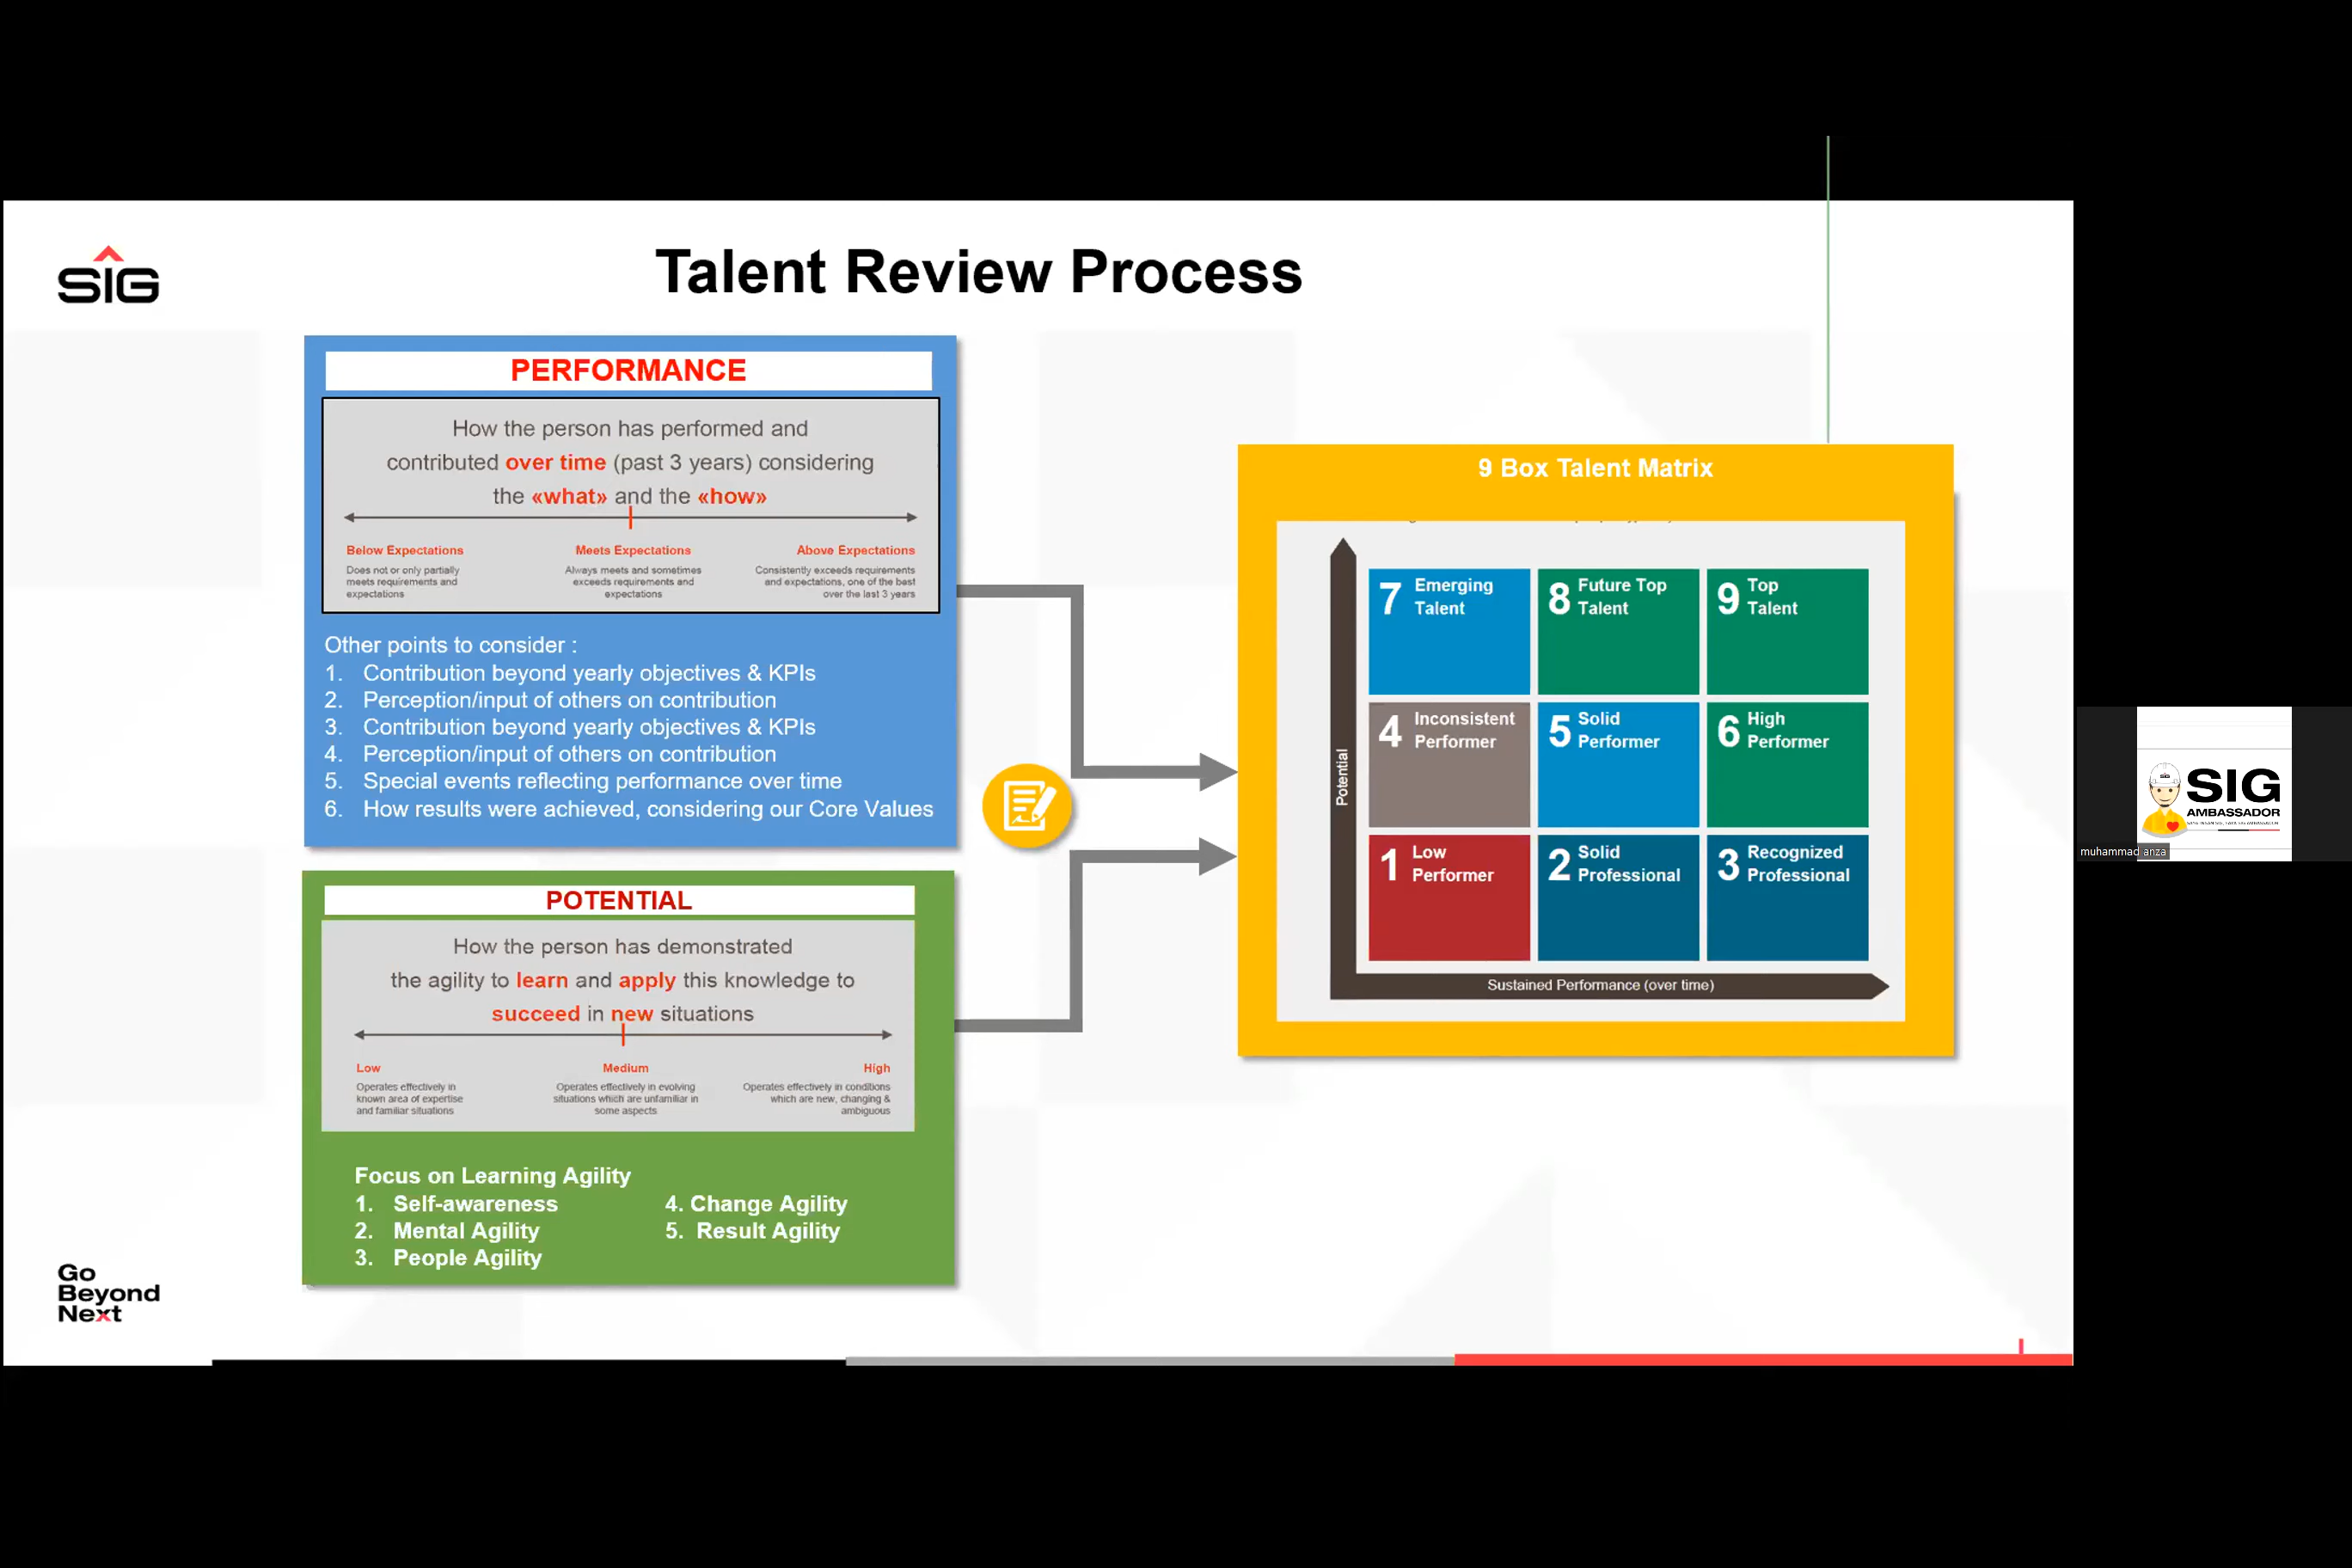 SIG
Talent Review Process
PERFORMANCE
How the person has performed and
contributed over time (past 3 years) considering
the «what» and the «how»
Below Expectations
Does not or only partially
meets requirements and
expectations
Meets Expectations
Always meets and sometimes
exceeds requirements and
expectations
Above Expectations
Consistently exceeds requirements
and expectations, one of the best
over the last 3 years
Other points to consider :
1. Contribution beyond yearly objectives & KPIs
2. Perception/input of others on contribution
3. Contribution beyond yearly objectives & KPIs
4. Perception/input of others on contribution
5. Special events reflecting performance over time
6. How results were achieved, considering our Core Values
POTENTIAL
How the person has demonstrated
the agility to learn and apply this knowledge to
succeed in new situations
Low
Operates effectively in
known area of expertise
and familiar situations
Medium
Operates effectively in evolving
situations which are unfamiliar in
some aspects
High
Operates effectively in conditions
which are new, changing &
ambiguous
Focus on Learning Agility
1. Self-awareness
2. Mental Agility
3. People Agility
4. Change Agility
5. Result Agility
9 Box Talent Matrix
Potential
7 Emerging
Talent
8 Future Top
Talent
9 Top
Talent
4 Inconsistent
Performer
5 Solid
Performer
6 High
Performer
1 Low
Performer
2 Solid
Professional
3 Recognized
Professional
Sustained Performance (over time)
Go
Beyond
Next
SIG
AMBASSADOR
muhammad anza